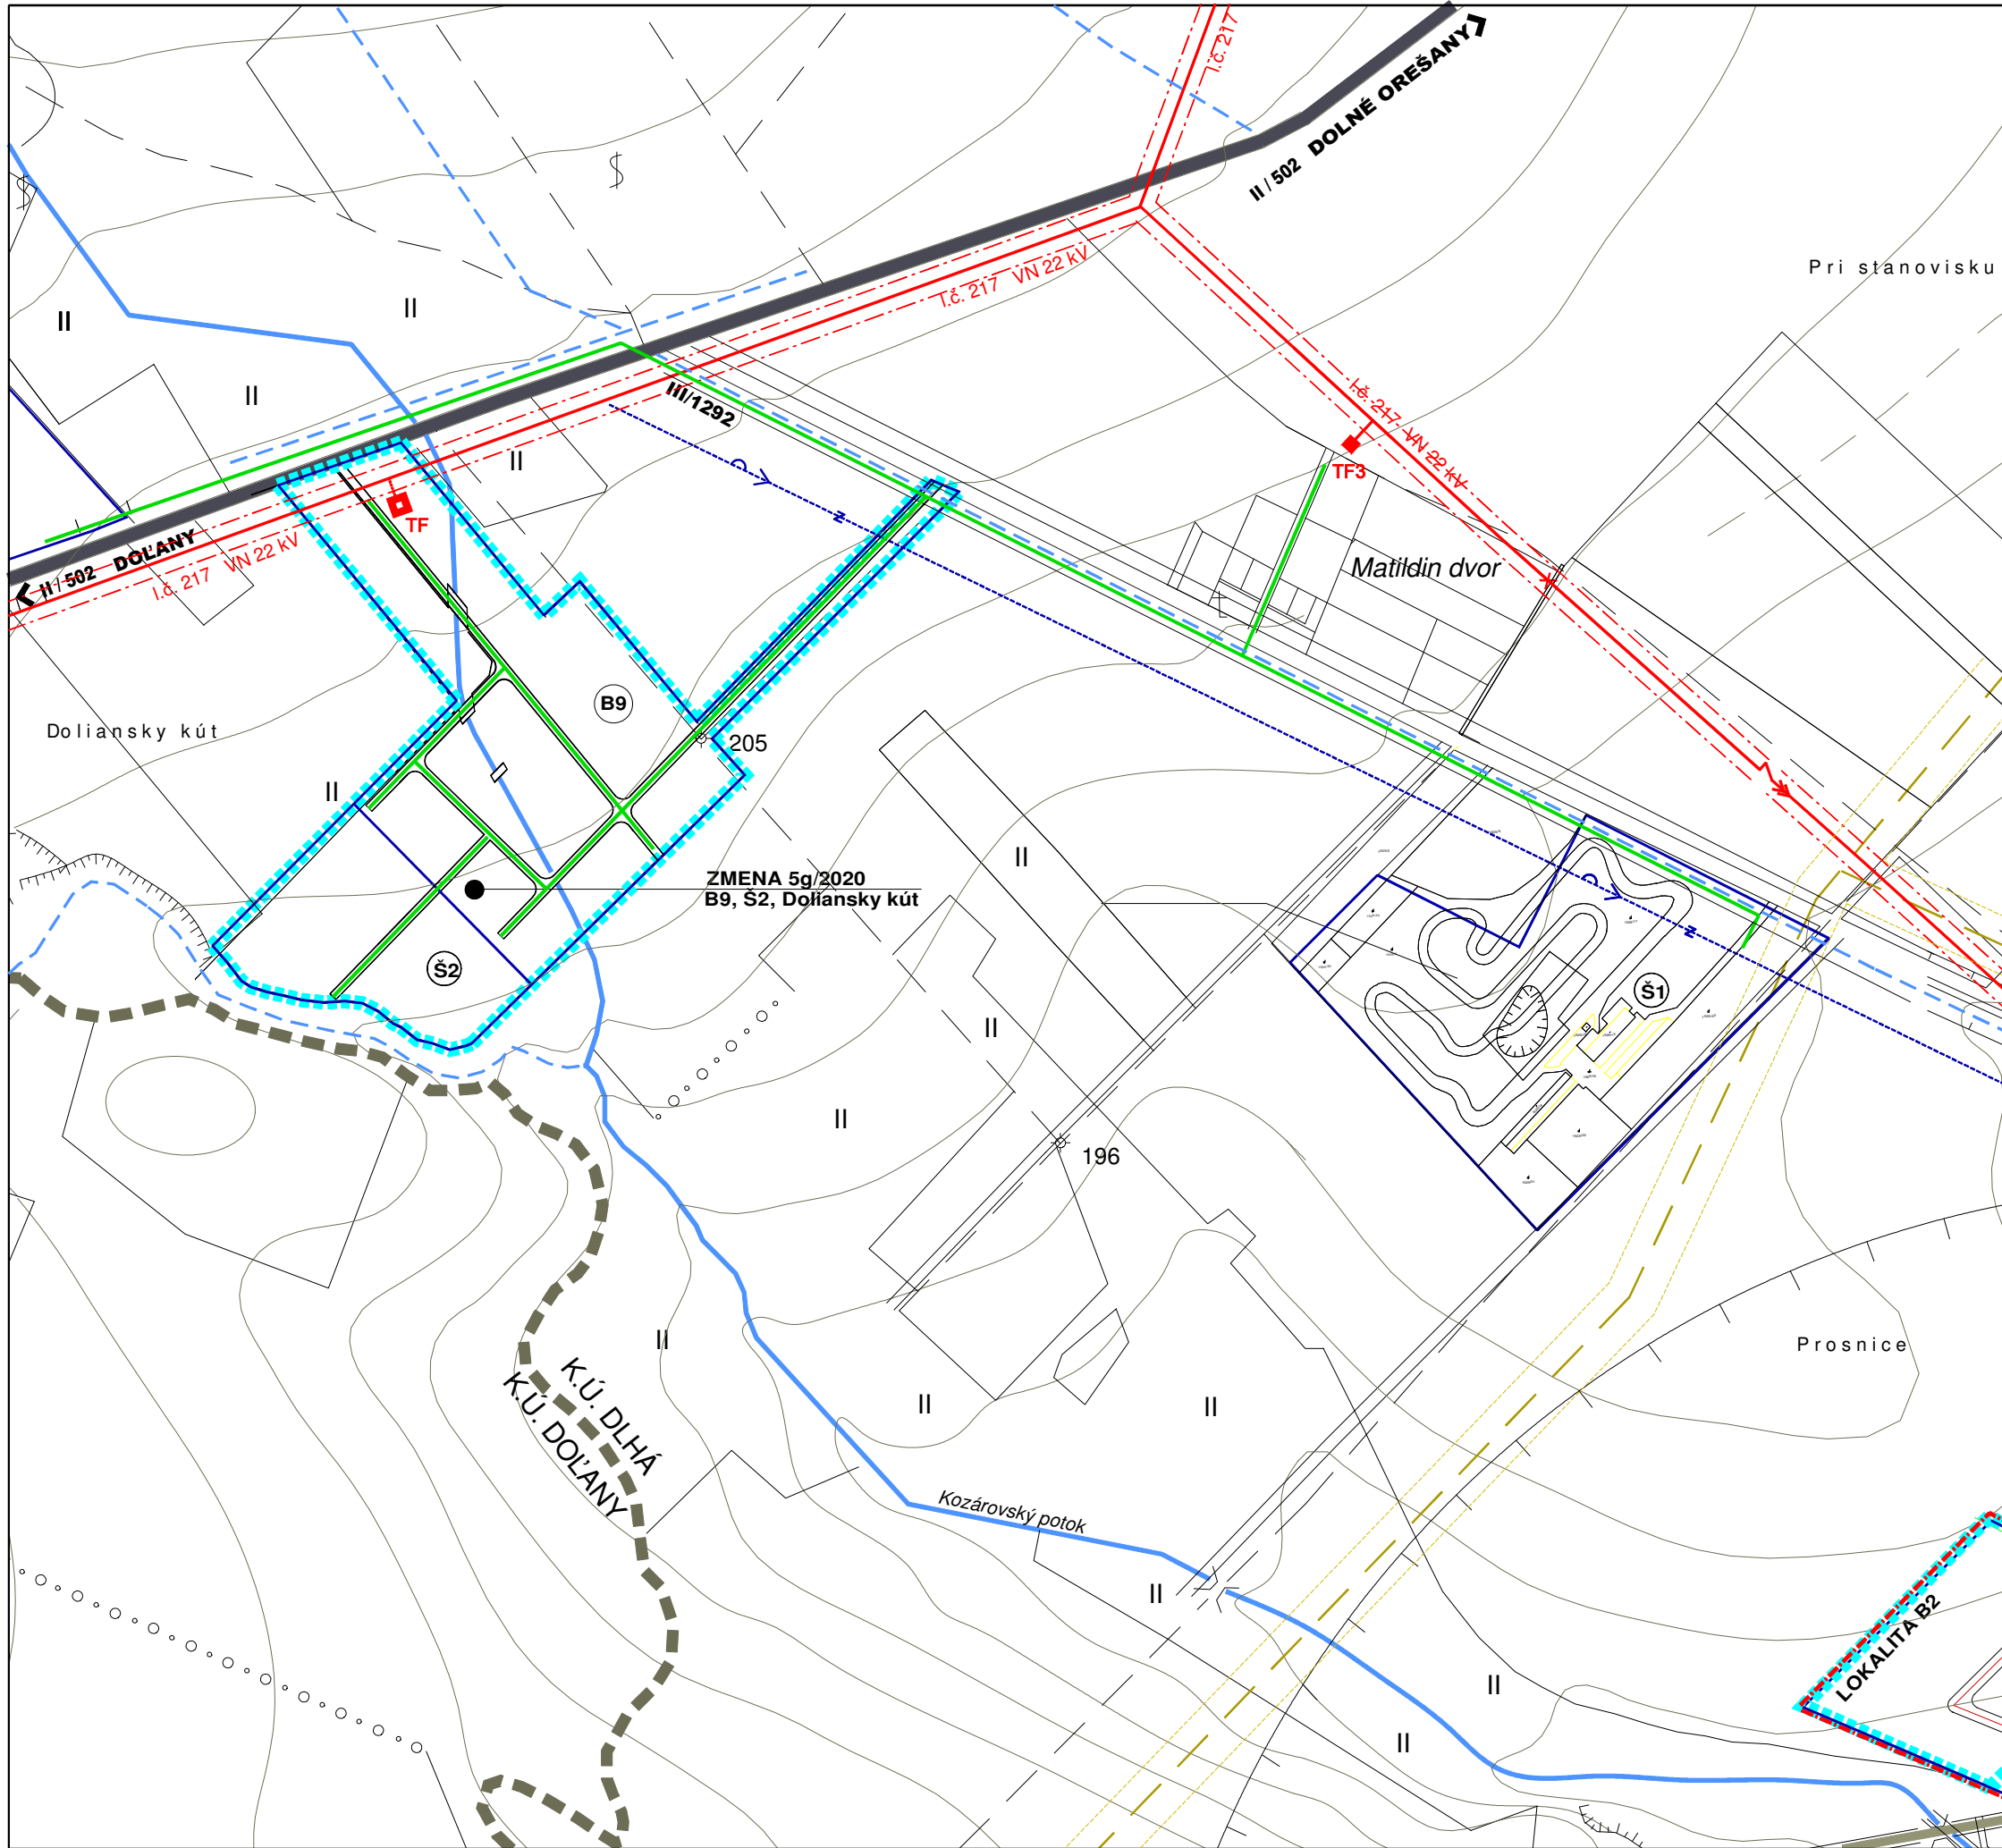 l.č. 217
II / 502 DOLNÉ OREŠANY
Pri stanovisku
l.č. 217 VN 22 kV
II
II
II
III/1292
l.č. 217 VN 22 kV
II
TF3
TF
II / 502 DOĽANY
l.č. 217 VN 22 kV
Matildin dvor
B9
Doliansky kút
205
II
ZMENA 5g/2020
B9, Š2, Doliansky kút
II
Š2
Š1
II
II
196
II
Prosnice
K.Ú. DLHÁ
K.Ú. DOĽANY
II
II
Kozárovský potok
II
LOKALITA B2
II
II